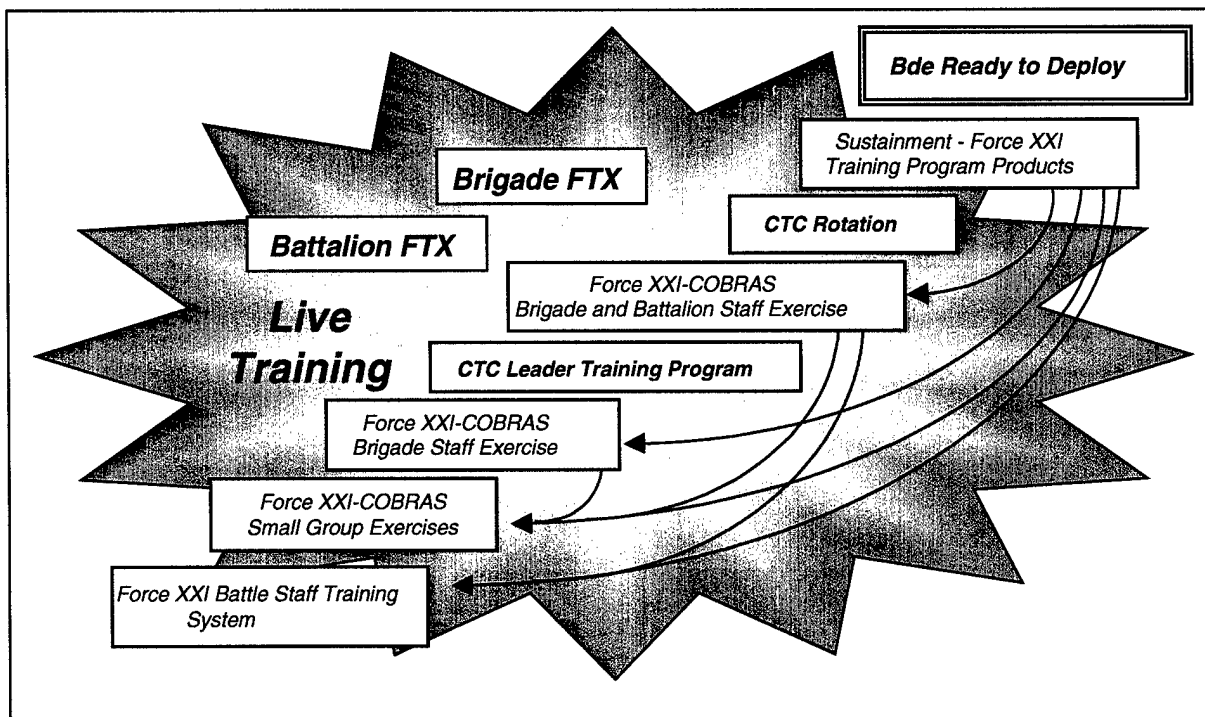 Bde Ready to Deploy
Sustainment - Force XXI
Training Program Products
Brigade FTX
CTC Rotation
Battalion FTX
Force XXI-COBRAS
Brigade and Battalion Staff Exercise
Live
Training
CTC Leader Training Program
Force XXI-COBRAS
Brigade Staff Exercise
Force XXI-COBRAS
Small Group Exercises
Force XXI Battle Staff Training
System